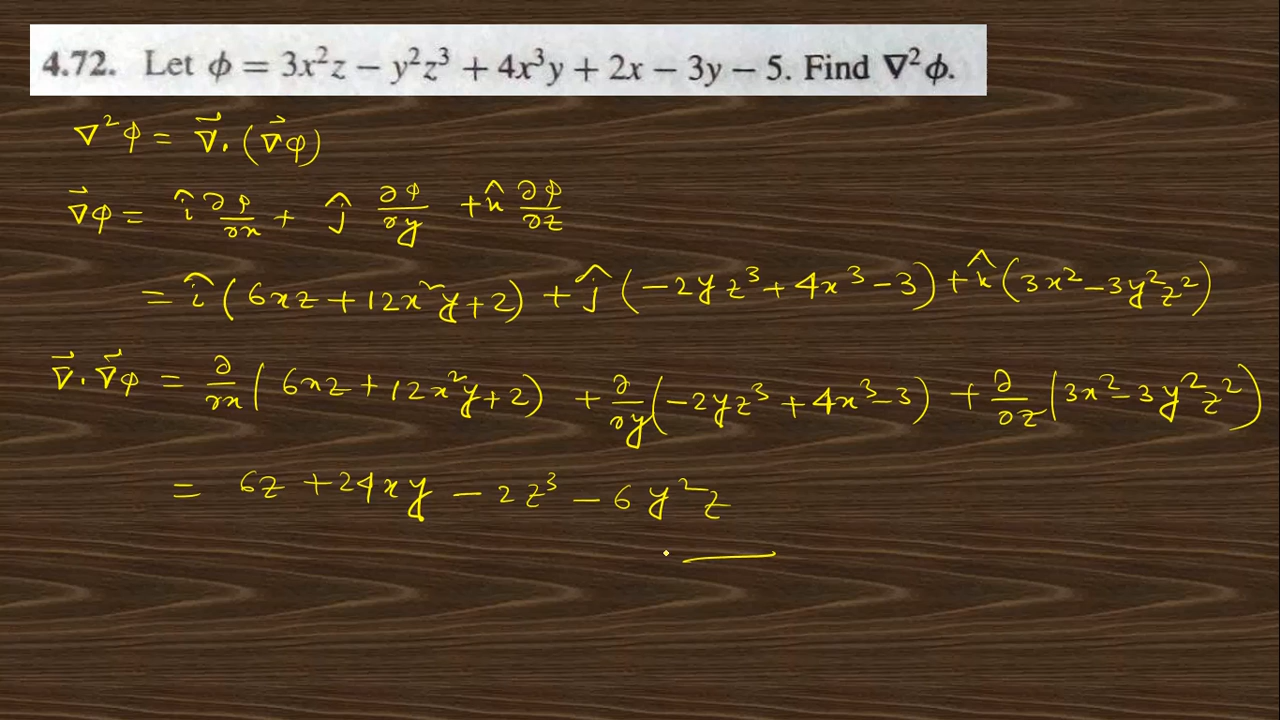 4.72. Let ϕ = 3x²z − y²z³ + 4x³y + 2x − 3y − 5. Find ∇²ϕ.
∇²ϕ = ∇⃗.(∇⃗ϕ)
∇⃗ϕ = î ∂ϕ/∂x + ĵ ∂ϕ/∂y + k̂ ∂ϕ/∂z
= î(6xz + 12x²y + 2) + ĵ(−2yz³ + 4x³ − 3) + k̂(3x² − 3y²z²)
∇⃗.∇⃗ϕ = ∂/∂x(6xz + 12x²y + 2) + ∂/∂y(−2yz³ + 4x³ − 3) + ∂/∂z(3x² − 3y²z²)
= 6z + 24xy − 2z³ − 6y²z